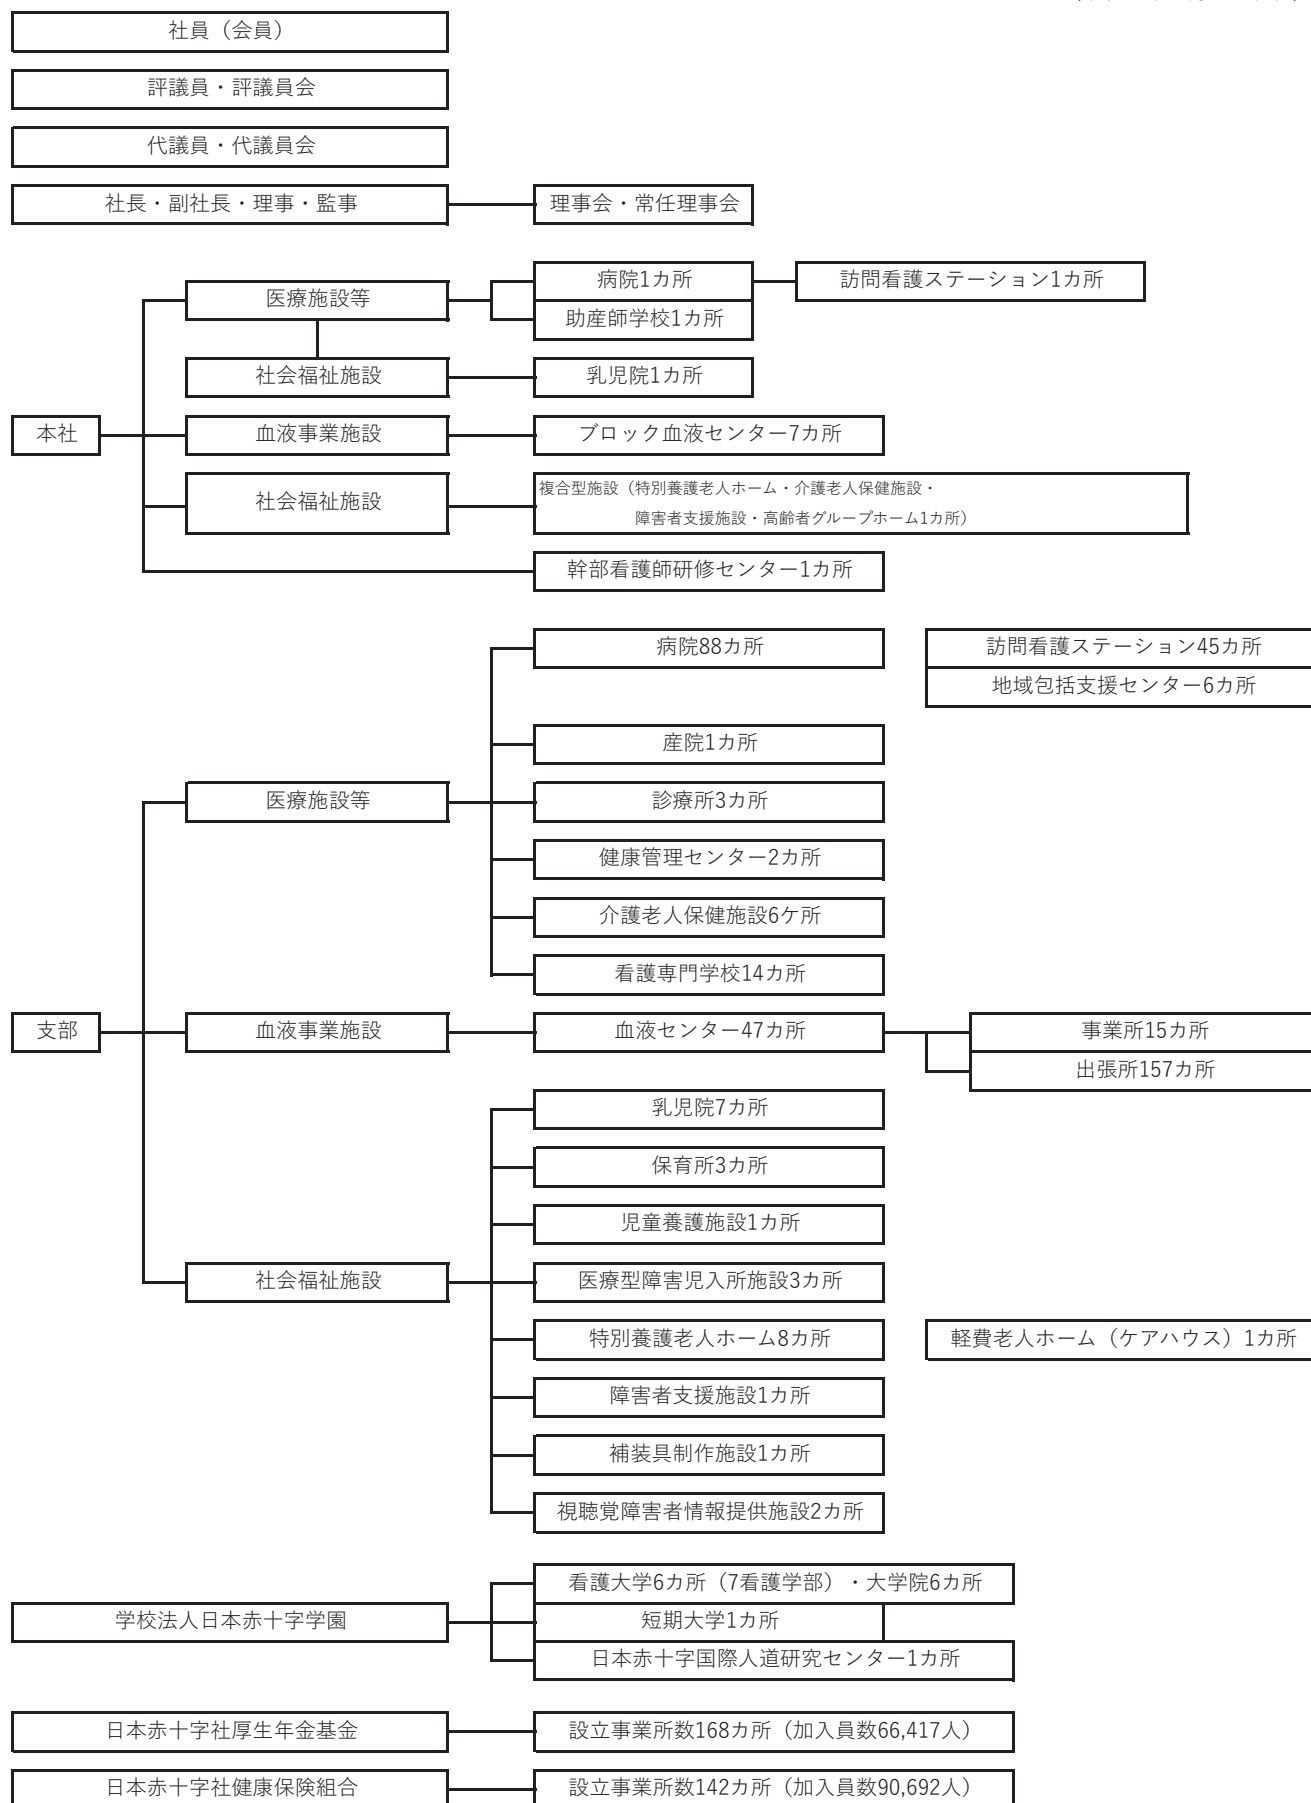 社員（会員）
評議員・評議員会
代議員・代議員会
社長・副社長・理事・監事
理事会・常任理事会
医療施設等
病院1カ所
訪問看護ステーション1カ所
助産師学校1カ所
社会福祉施設
乳児院1カ所
本社
血液事業施設
ブロック血液センター7カ所
社会福祉施設
複合型施設（特別養護老人ホーム・介護老人保健施設・
障害者支援施設・高齢者グループホーム1カ所）
幹部看護師研修センター1カ所
病院88カ所
訪問看護ステーション45カ所
地域包括支援センター6カ所
産院1カ所
医療施設等
診療所3カ所
健康管理センター2カ所
介護老人保健施設6ケ所
看護専門学校14カ所
支部
血液事業施設
血液センター47カ所
事業所15カ所
出張所157カ所
乳児院7カ所
保育所3カ所
児童養護施設1カ所
社会福祉施設
医療型障害児入所施設3カ所
特別養護老人ホーム8カ所
軽費老人ホーム（ケアハウス）1カ所
障害者支援施設1カ所
補装具制作施設1カ所
視聴覚障害者情報提供施設2カ所
看護大学6カ所（7看護学部）・大学院6カ所
学校法人日本赤十字学園
短期大学1カ所
日本赤十字国際人道研究センター1カ所
日本赤十字社厚生年金基金
設立事業所数168カ所（加入員数66,417人）
日本赤十字社健康保険組合
設立事業所数142カ所（加入員数90,692人）